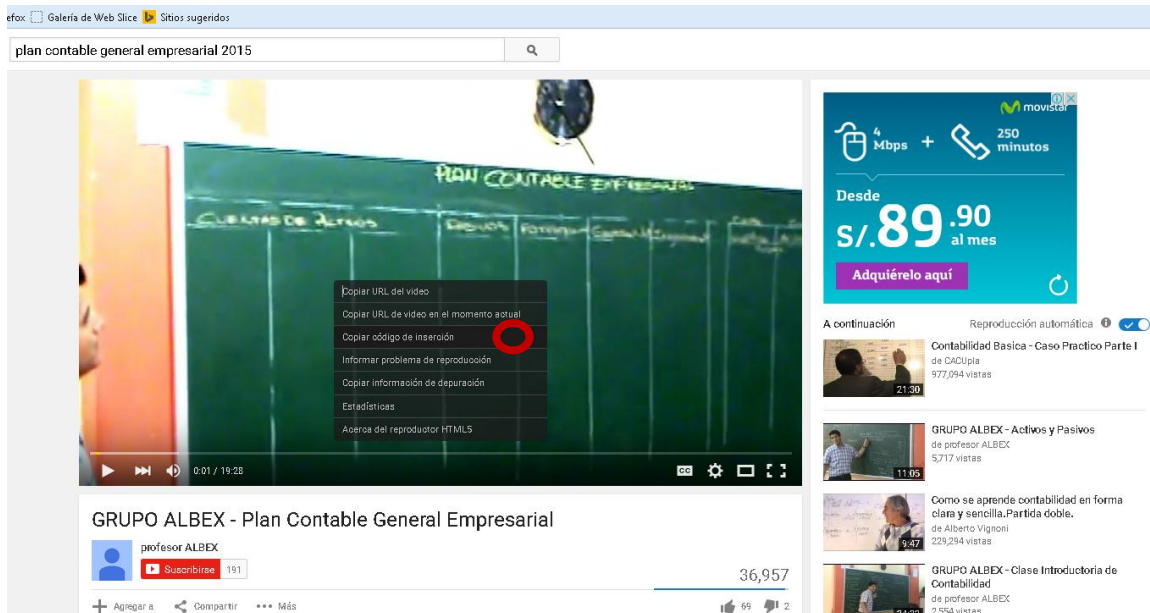 efox Galería de Web Slice Sitios sugeridos
plan contable general empresarial 2015
PLAN CONTABLE EMPRESARIAL
CUENTAS DE ACTIVOS
Copiar URL del video
Copiar URL de video en el momento actual
Copiar código de inserción
Informar problema de reproducción
Copiar información de depuración
Estadísticas
Acerca del reproductor HTML5
0:01 / 19:28
CC
GRUPO ALBEX - Plan Contable General Empresarial
profesor ALBEX
Suscribirse 191
36,957
Agregar a Compartir Más
69 2
movistar
4 Mbps + 250 minutos
Desde
S/.89.90 al mes
Adquiérelo aquí
A continuación Reproducción automática
Contabilidad Basica - Caso Practico Parte I
de CACUpla
977,094 vistas
21:30
GRUPO ALBEX - Activos y Pasivos
de profesor ALBEX
5,717 vistas
11:05
Como se aprende contabilidad en forma
clara y sencilla.Partida doble.
de Alberto Vignoni
229,294 vistas
9:47
GRUPO ALBEX - Clase Introductoria de
Contabilidad
de profesor ALBEX
2,554 vistas